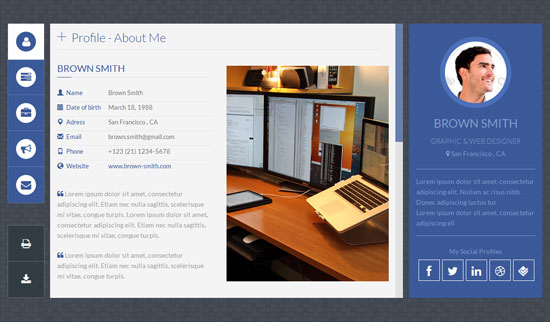 Profile - About Me
BROWN SMITH
Name Brown Smith
Date of birth March 18, 1988
Adress San Francisco , CA
Email brown.smith@gmail.com
Phone +123 (21) 1234-5678
Website www.brown-smith.com
Lorem ipsum dolor sit amet, consectetur
adipiscing elit. Etiam nec nulla mi, scelerisque
mi vitae, congue turpis. Lorem ipsum dolor sit
amet, consectetur adipiscing elit. Etiam nec nulla mi,
scelerisque mi vitae, congue turpis.
Lorem ipsum dolor sit amet, consectetur
adipiscing elit. Etiam nec nulla mi, scelerisque
mi vitae, congue turpis.
BROWN SMITH
GRAPHIC & WEB DESIGNER
San Francisco , CA
Lorem ipsum dolor sit amet, consectetur
adipiscing elit. Nullam ac risus nibh.
Donec adipiscing luctus tur
Lorem ipsum dolor sit amet, consectetur
adipiscing eli
My Social Profiles